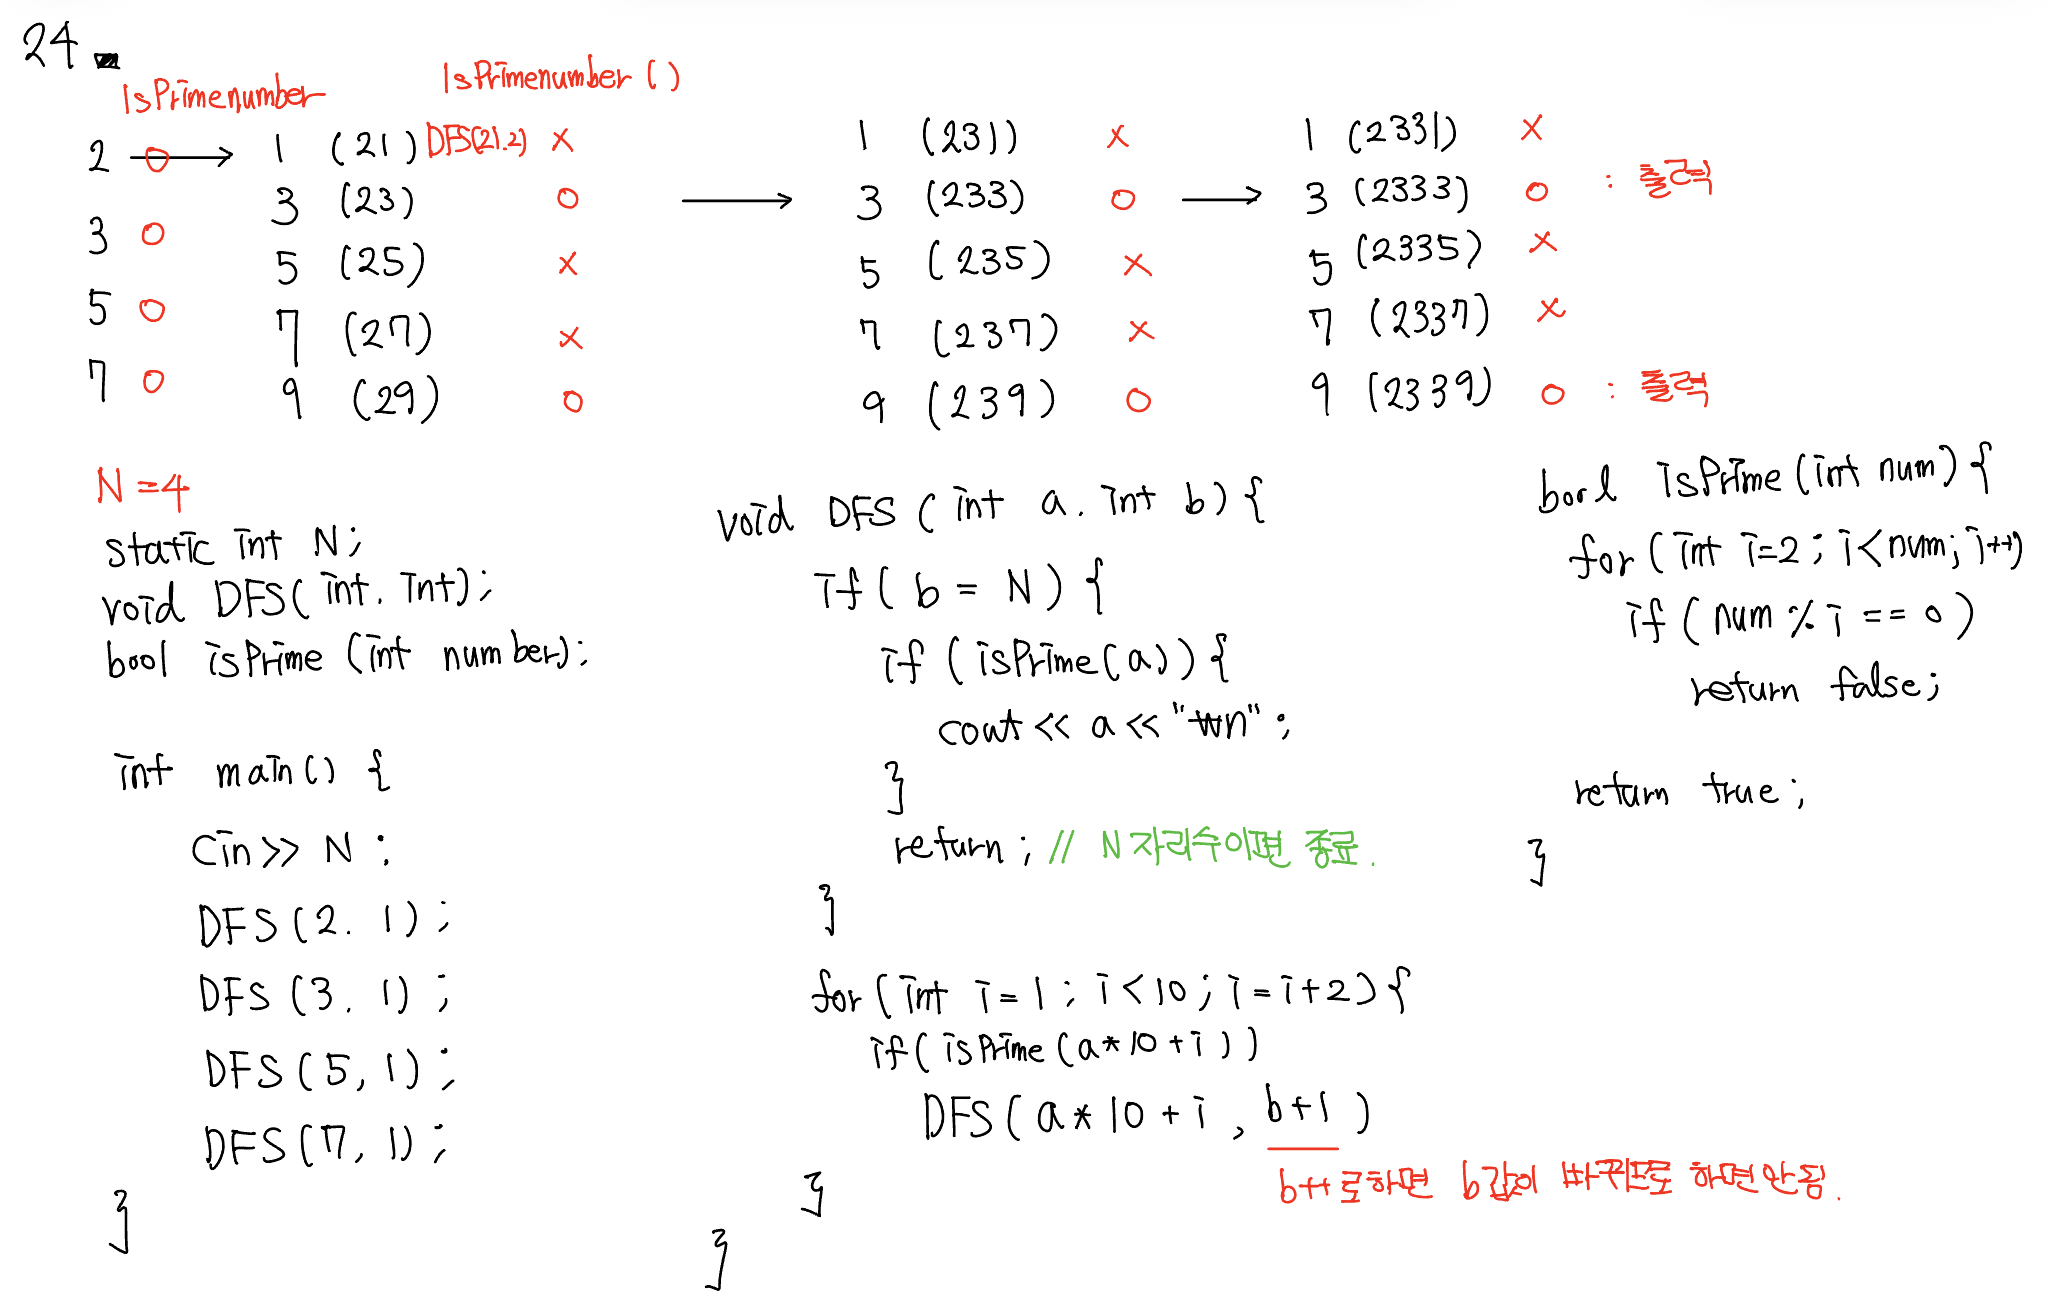 24
IsPrimenumber
IsPrimenumber ( )
2 O → 1 (21) DFS(21.2) X
3 (23) O
5 (25) X
7 (27) X
9 (29) O
3 O
5 O
7 O
→ 1 (231) X
3 (233) O
5 (235) X
7 (237) X
9 (239) O
→ 1 (2331) X
3 (2333) O : 출력
5 (2335) X
7 (2337) X
9 (2339) O : 출력
N=4
static int N;
void DFS(int. int);
bool isPrime (int number);
int main() {
Cin>> N ;
DFS(2. 1) ;
DFS (3. 1) ;
DFS (5, 1) ;
DFS(7, 1) ;
}
void DFS ( int a. int b) {
if( b = N ) {
if ( isPrime(a)) {
cout << a << "₩n" ;
}
return ; // N자리수이면 종료.
}
for ( int i=1 ; i<10 ; i=i+2) {
if( isPrime (a*10+i ) )
DFS( a*10+i , b+1 )
b++로하면 b값이 바뀌므로 하면안됨.
}
}
bool isPrime (int num) {
for ( int i=2 ; i<num; i++)
if ( num % i == 0 )
return false;
return true ;
}